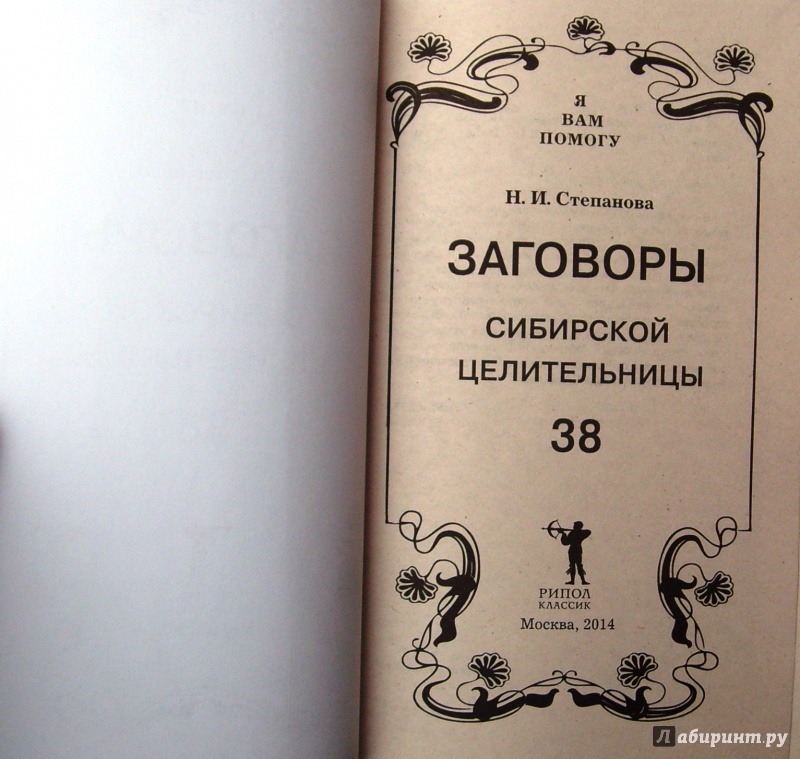 Я
ВАМ
ПОМОГУ
Н. И. Степанова
ЗАГОВОРЫ
СИБИРСКОЙ
ЦЕЛИТЕЛЬНИЦЫ
38
РИПОЛ
КЛАССИК
Москва, 2014
Лабиринт.ру